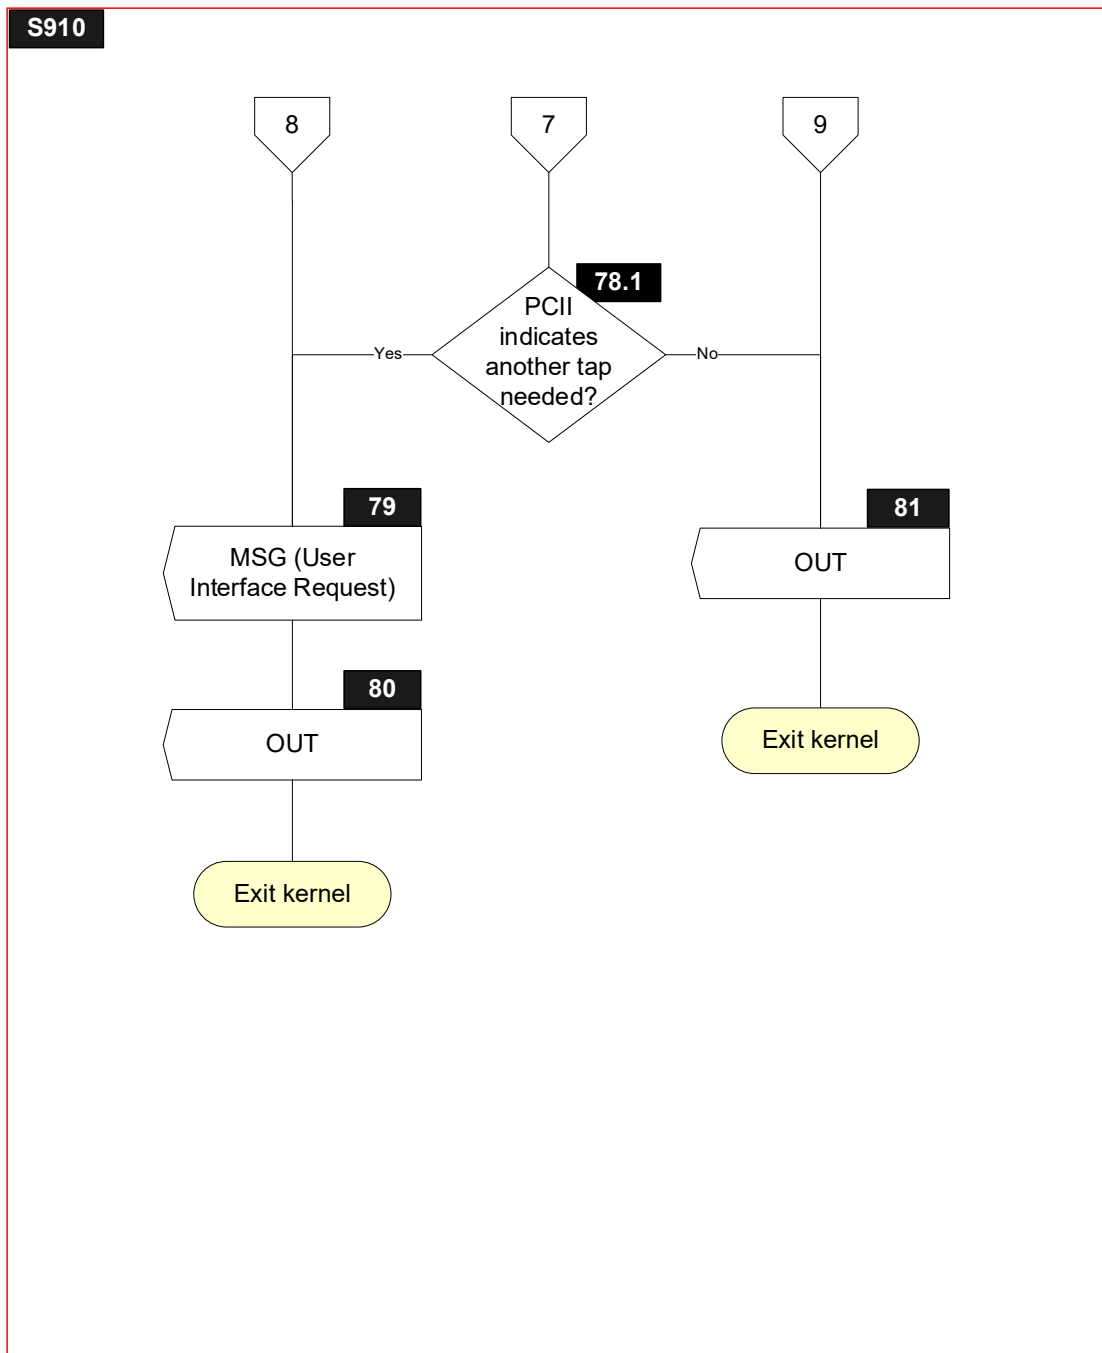 S910
8
7
9
78.1
PCII
indicates
another tap
needed?
Yes
No
79
MSG (User
Interface Request)
81
OUT
80
OUT
Exit kernel
Exit kernel